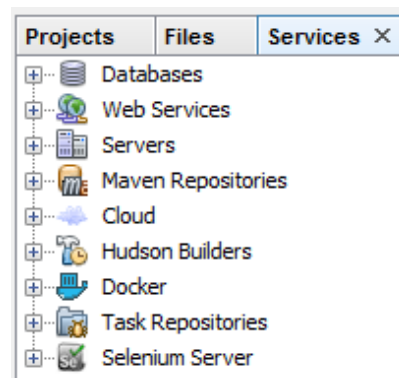 Projects Files Services ×
Databases
Web Services
Servers
Maven Repositories
Cloud
Hudson Builders
Docker
Task Repositories
Selenium Server